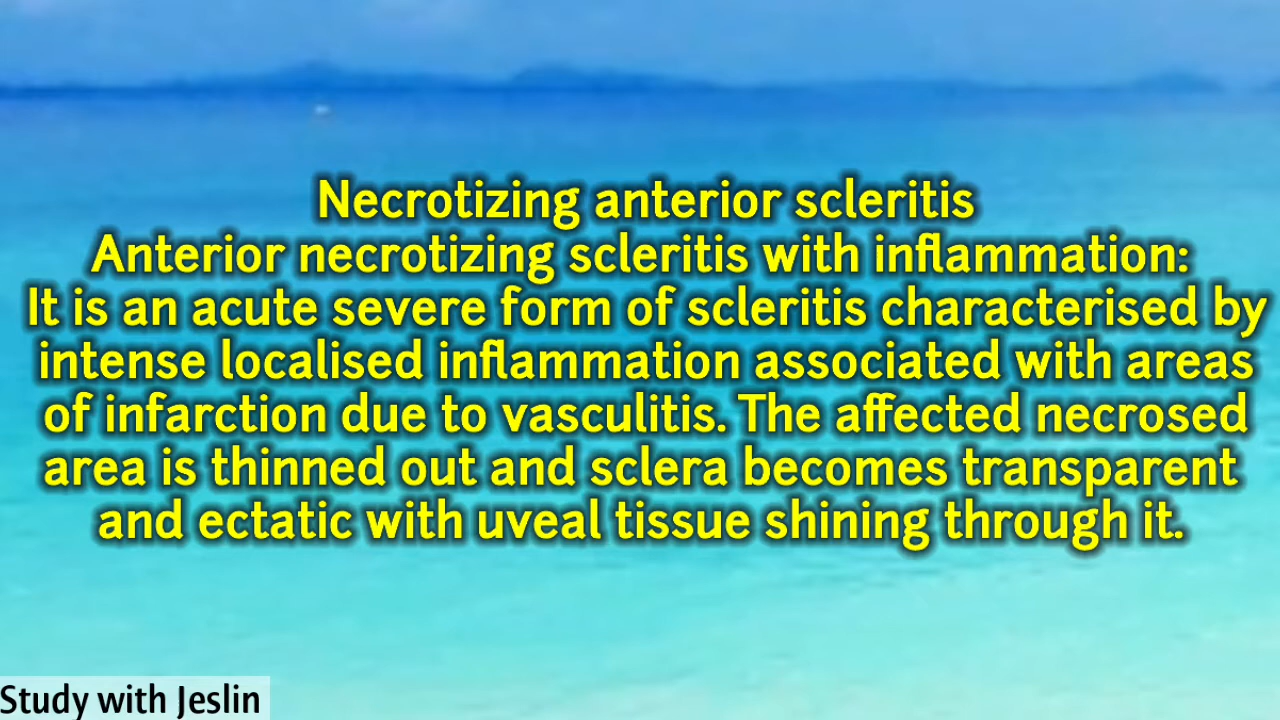 Necrotizing anterior scleritis
Anterior necrotizing scleritis with inflammation:
It is an acute severe form of scleritis characterised by
intense localised inflammation associated with areas
of infarction due to vasculitis. The affected necrosed
area is thinned out and sclera becomes transparent
and ectatic with uveal tissue shining through it.
Study with Jeslin